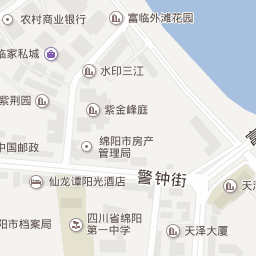 农村商业银行
富临外滩花园
临家私城
水印三江
紫荆园
紫金峰庭
绵阳市房产
管理局
中国邮政
警钟街
仙龙谭阳光酒店
天泽
阳市档案局
四川省绵阳
第一中学
天泽大厦